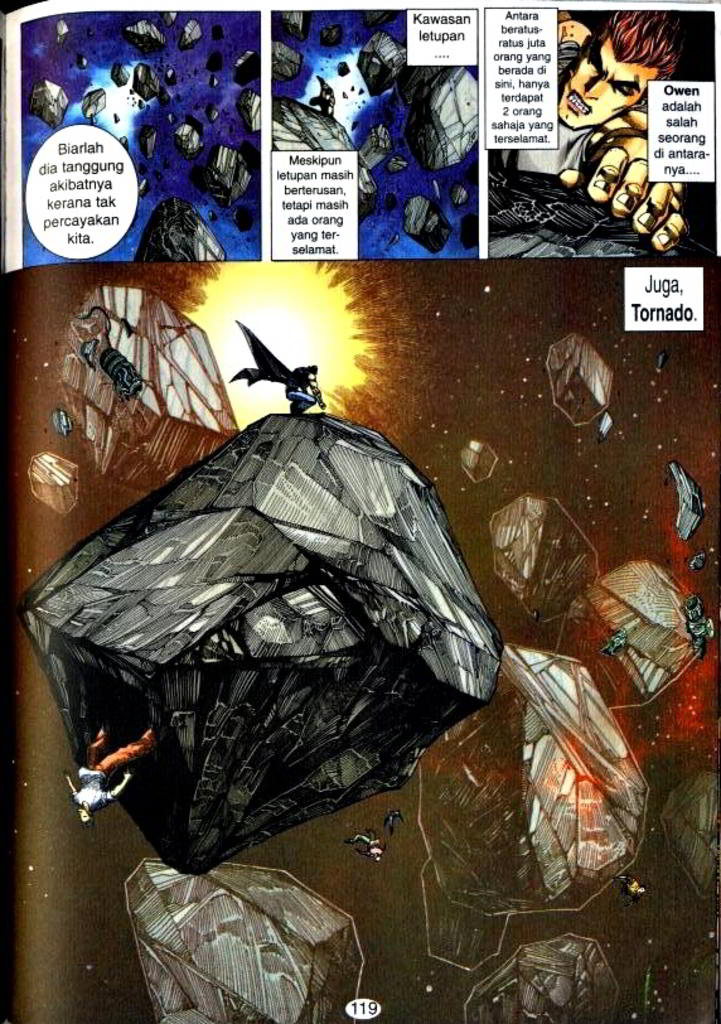 Biarlah
dia tanggung
akibatnya
kerana tak
percayakan
kita.
Kawasan
letupan
....
Meskipun
letupan masih
berterusan,
tetapi masih
ada orang
yang ter-
selamat.
Antara
beratus-
ratus juta
orang yang
berada di
sini, hanya
terdapat
2 orang
sahaja yang
terselamat.
Owen
adalah
salah
seorang
di antara-
nya....
Juga,
Tornado.
119